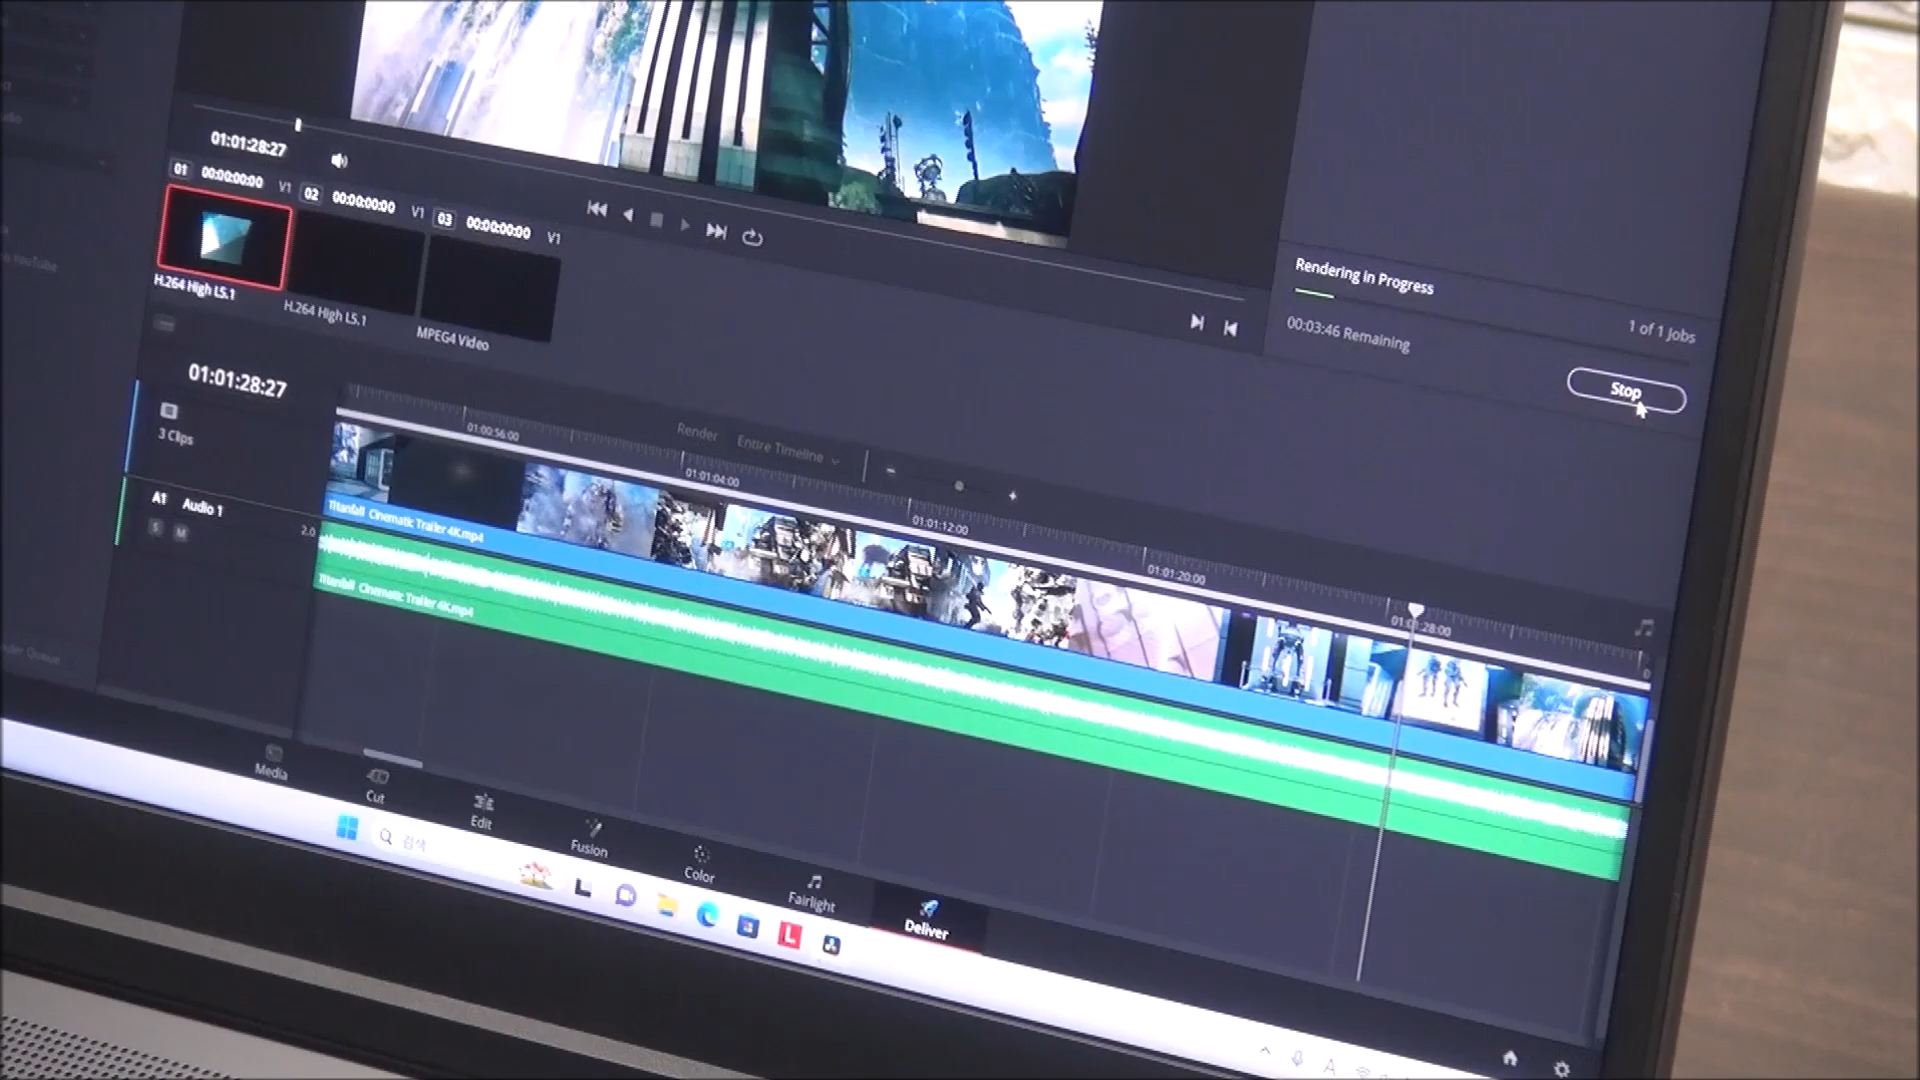 01:01:28:27
01 00:00:00:00 V1 02 00:00:00:00 V1 03 00:00:00:00 V1
H.264 High L5.1
H.264 High L5.1
MPEG4 Video
Rendering in Progress
00:03:46 Remaining
1 of 1 Jobs
Stop
01:01:28:27
Render Entire Timeline
01:00:56:00
01:01:04:00
01:01:12:00
01:01:20:00
01:01:28:00
3 Clips
Titanfall Cinematic Trailer 4K.mp4
A1 Audio 1
2.0
S M
Titanfall Cinematic Trailer 4K.mp4
YouTube
Queue
Media
Cut
Edit
Fusion
Color
Fairlight
Deliver
검색
L
A